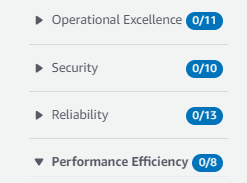 Operational Excellence 0/11
Security 0/10
Reliability 0/13
Performance Efficiency 0/8